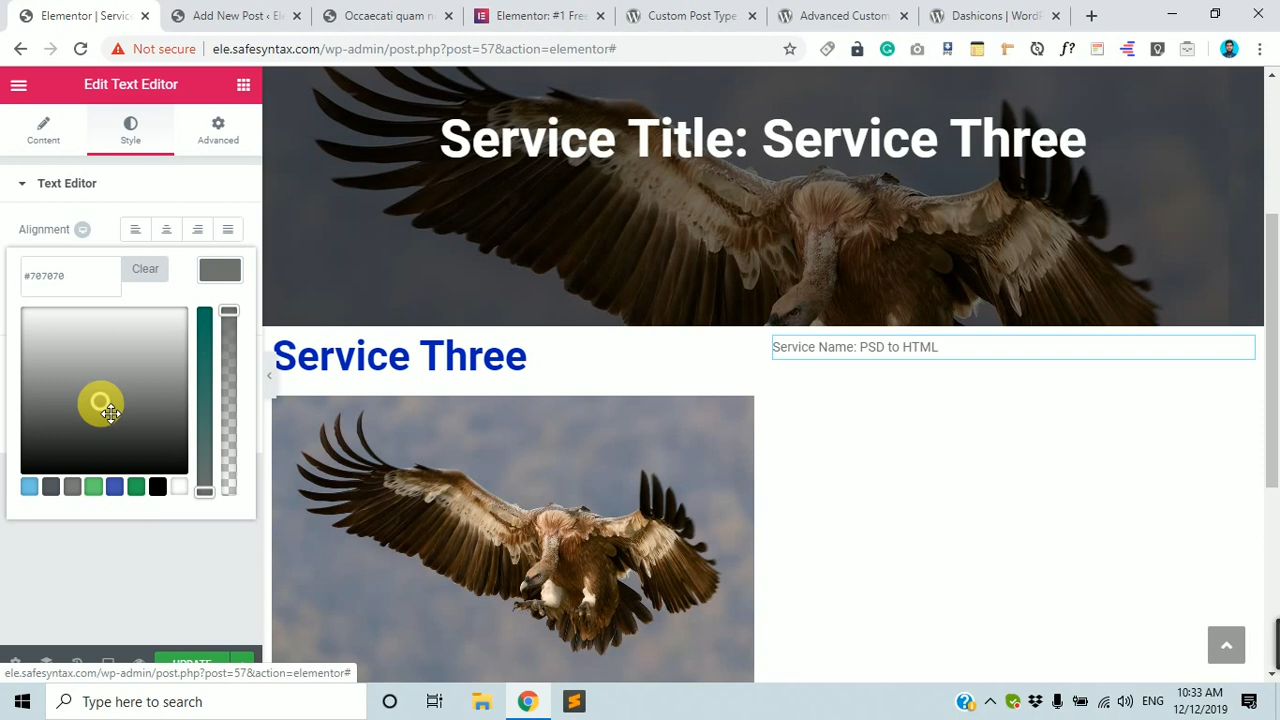 Elementor | Servic
Add New Post ‹ Ele
Occaecati quam n
Elementor: #1 Free
Custom Post Type
Advanced Custom
Dashicons | WordP
Not secure
ele.safesyntax.com/wp-admin/post.php?post=57&action=elementor#
Edit Text Editor
Content
Style
Advanced
Text Editor
Alignment
#707070
Clear
Service Title: Service Three
Service Three
Service Name: PSD to HTML
UPDATE
ele.safesyntax.com/wp-admin/post.php?post=57&action=elementor#
Type here to search
ENG
10:33 AM
12/12/2019